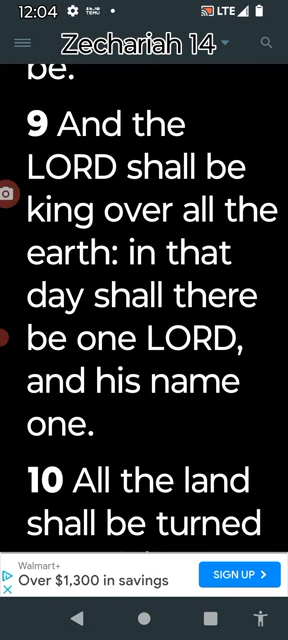 12:04 LTE
Zechariah 14
be.
9 And the
LORD shall be
king over all the
earth: in that
day shall there
be one LORD,
and his name
one.
10 All the land
shall be turned
Walmart+
Over $1,300 in savings
SIGN UP